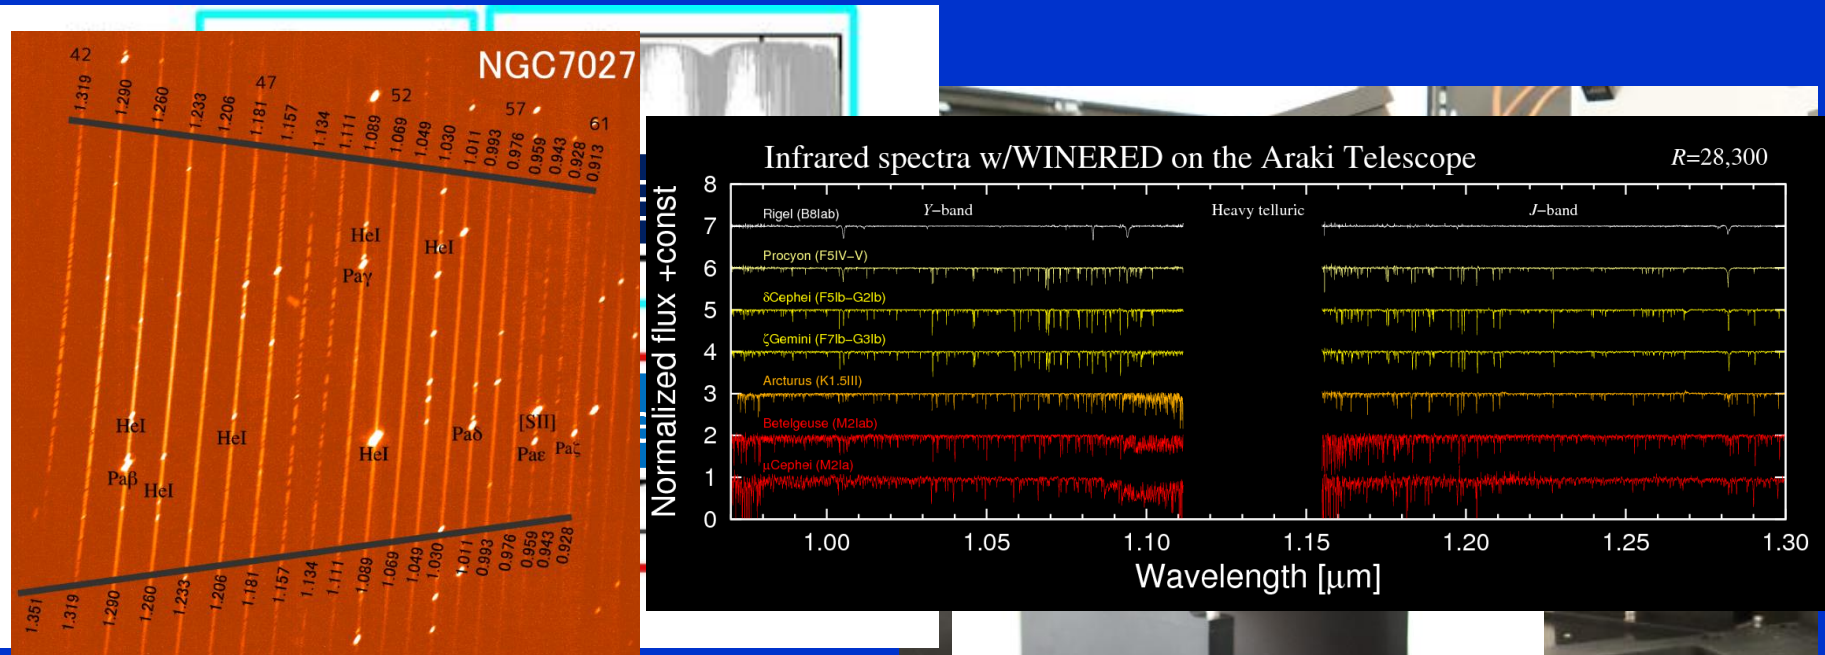 NGC7027
42
47
52
57
61
1.319
1.290
1.260
1.233
1.206
1.181
1.157
1.134
1.111
1.089
1.069
1.049
1.030
1.011
0.993
0.976
0.959
0.943
0.928
0.913
HeI
HeI
Paγ
HeI
HeI
[SII]
Paδ
HeI
Paε
Paζ
Paβ
HeI
1.351
1.319
1.290
1.260
1.233
1.206
1.181
1.157
1.134
1.111
1.089
1.069
1.049
1.030
1.011
0.993
0.976
0.959
0.943
0.928
Infrared spectra w/WINERED on the Araki Telescope
R=28,300
Normalized flux +const
8
7
6
5
4
3
2
1
0
Rigel (B8Iab)
Y−band
Heavy telluric
J−band
Procyon (F5IV−V)
δCephei (F5Ib−G2Ib)
ζGemini (F7Ib−G3Ib)
Arcturus (K1.5III)
Betelgeuse (M2Iab)
μCephei (M2Ia)
1.00 1.05 1.10 1.15 1.20 1.25 1.30
Wavelength [μm]